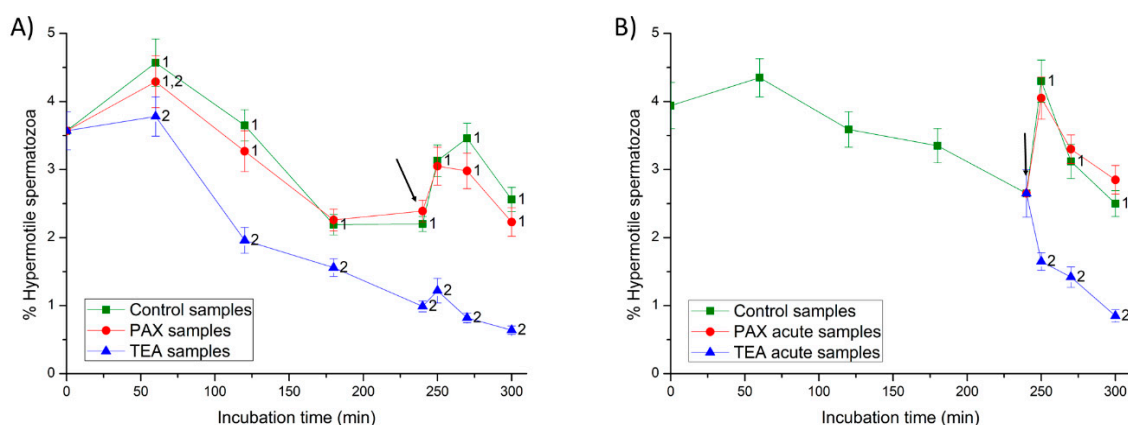 A)
5
4
3
2
1
0
% Hypermotile spermatozoa
1
1,2
2
1
1
2
1
2
1
2
1
2
1
1
2
1
1
2
Control samples
PAX samples
TEA samples
0 50 100 150 200 250 300
Incubation time (min)
B)
5
4
3
2
1
0
% Hypermotile spermatozoa
1
2
1
2
1
2
Control samples
PAX acute samples
TEA acute samples
0 50 100 150 200 250 300
Incubation time (min)